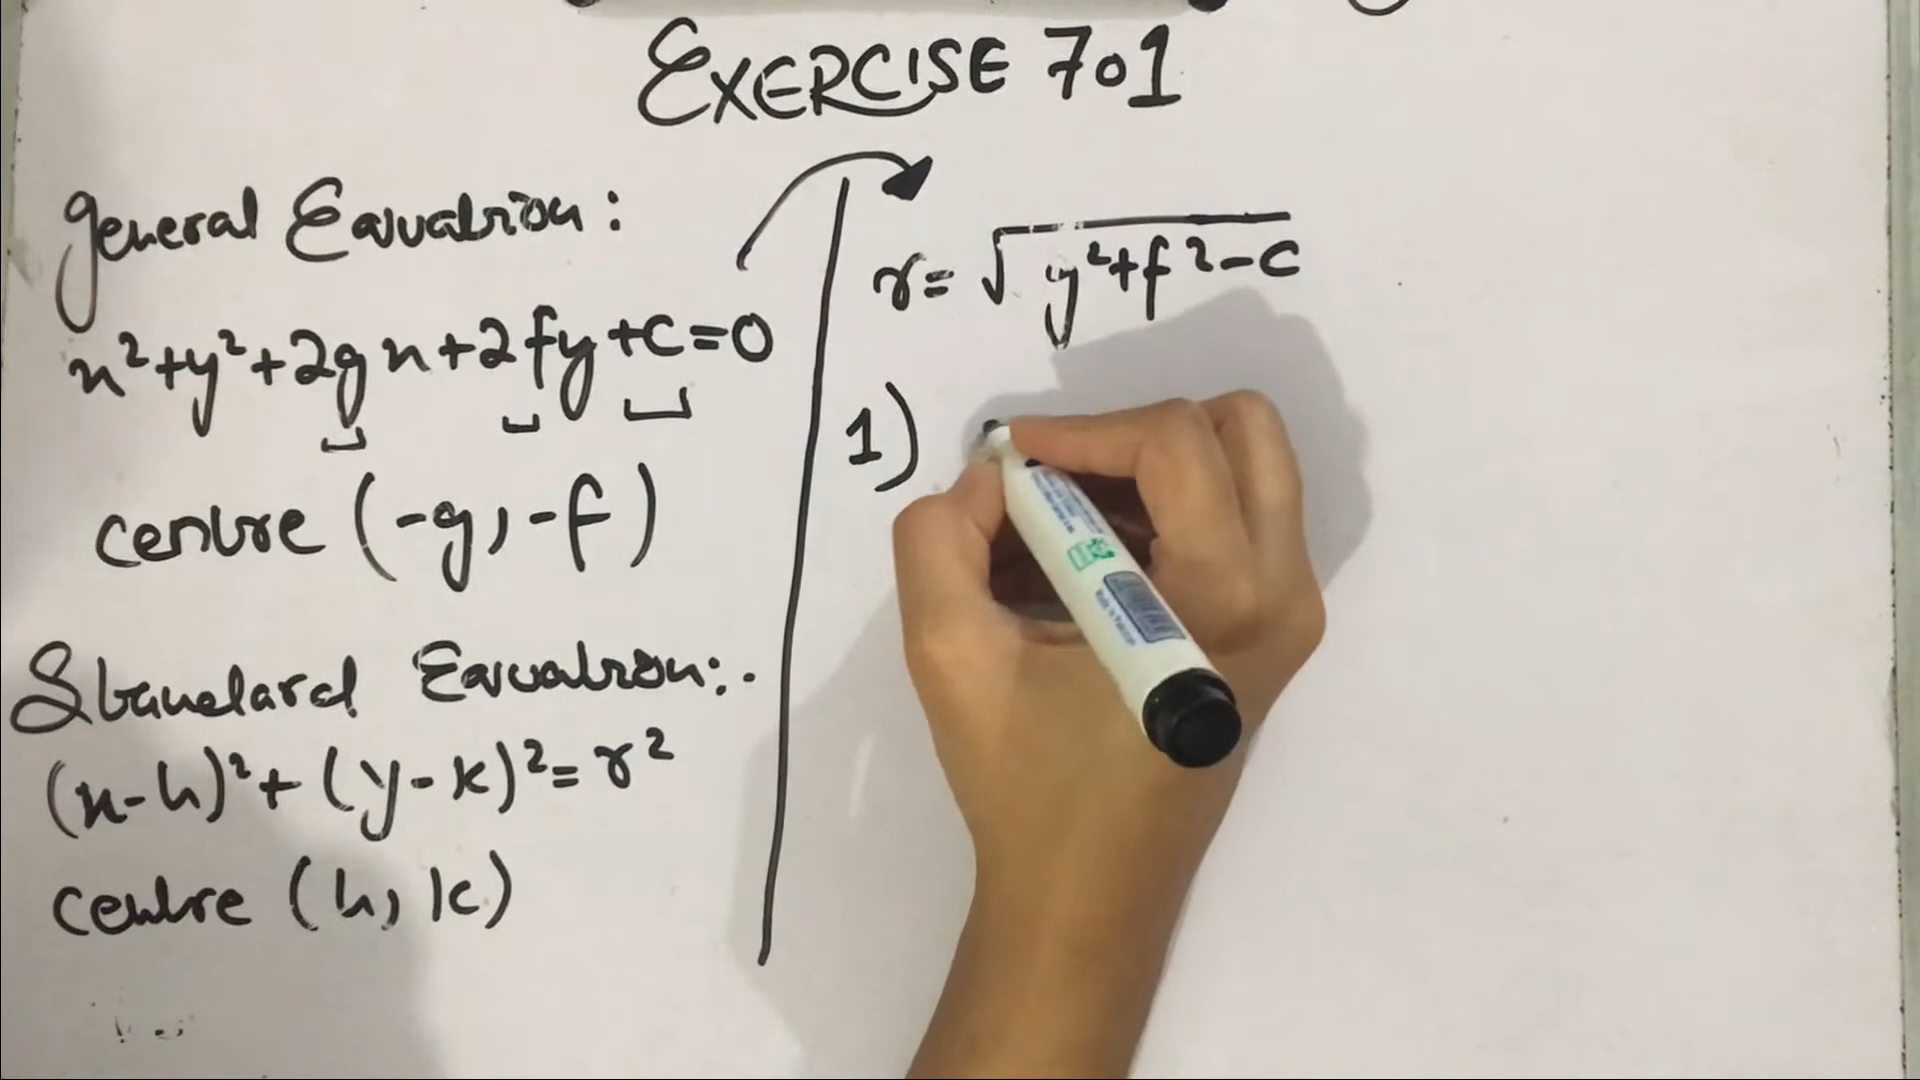 EXERCISE 7.1
General Equation:
x²+y²+2gx+2fy+c=0
centre (-g, -f)
Standard Equation:.
(x-h)²+(y-k)²=r²
centre (h, k)
r=√y²+f²-c
1)